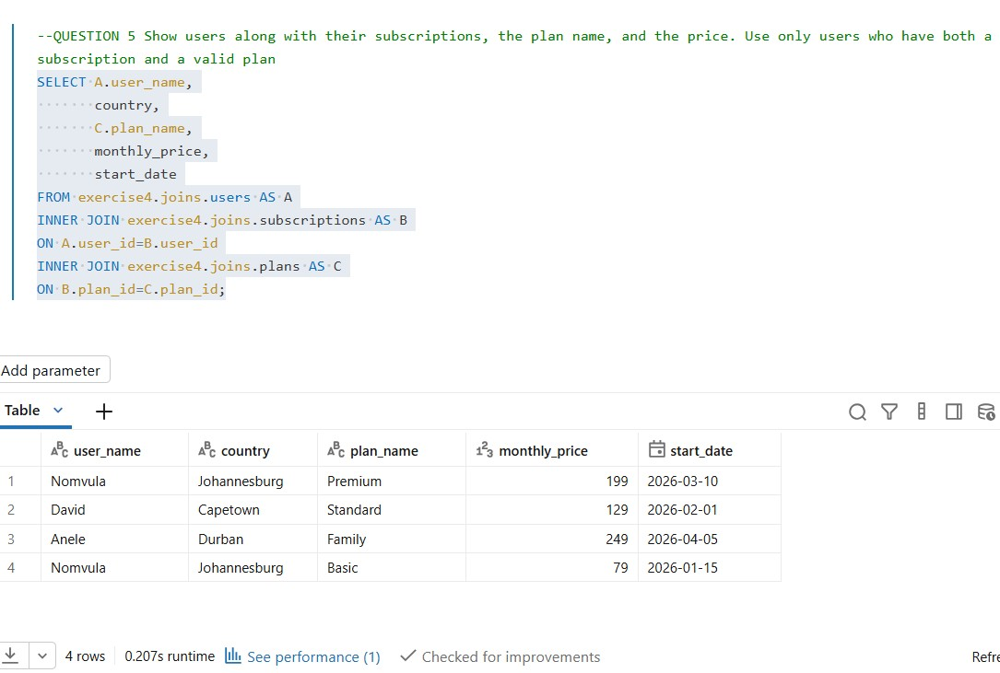 --QUESTION 5 Show users along with their subscriptions, the plan name, and the price. Use only users who have both a
subscription and a valid plan
SELECT A.user_name,
country,
C.plan_name,
monthly_price,
start_date
FROM exercise4.joins.users AS A
INNER JOIN exercise4.joins.subscriptions AS B
ON A.user_id=B.user_id
INNER JOIN exercise4.joins.plans AS C
ON B.plan_id=C.plan_id;
Add parameter
Table
user_name country plan_name monthly_price start_date
1 Nomvula Johannesburg Premium 199 2026-03-10
2 David Capetown Standard 129 2026-02-01
3 Anele Durban Family 249 2026-04-05
4 Nomvula Johannesburg Basic 79 2026-01-15
4 rows 0.207s runtime See performance (1) Checked for improvements Refre